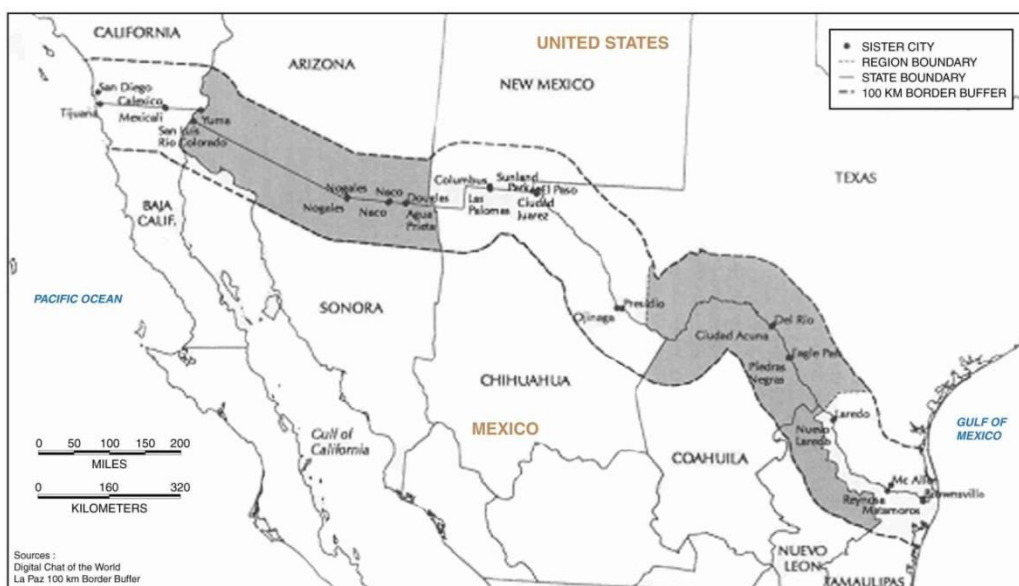 CALIFORNIA
UNITED STATES
ARIZONA
NEW MEXICO
SISTER CITY
REGION BOUNDARY
STATE BOUNDARY
100 KM BORDER BUFFER
San Diego
Calexico
Tijuana
Mexicali
Yuma
San Luis
Rio Colorado
TEXAS
Columbus
Sunland
Park
El Paso
Las
Palomas
Ciudad
Juarez
Nogales
Naco
Douglas
Nogales
Naco
Agua
Prieta
BAJA
CALIF.
PACIFIC OCEAN
SONORA
Ojinaga
Presidio
Ciudad Acuna
Del Rio
Piedras
Negras
CHIHUAHUA
MEXICO
Laredo
Nuevo
Laredo
GULF OF
MEXICO
Gulf of
California
COAHUILA
Reynosa
Matamoros
Brownsville
NUEVO
LEON
TAMAULIPAS
0 50 100 150 200
MILES
0 160 320
KILOMETERS
Sources :
Digital Chat of the World
La Paz 100 km Border Buffer